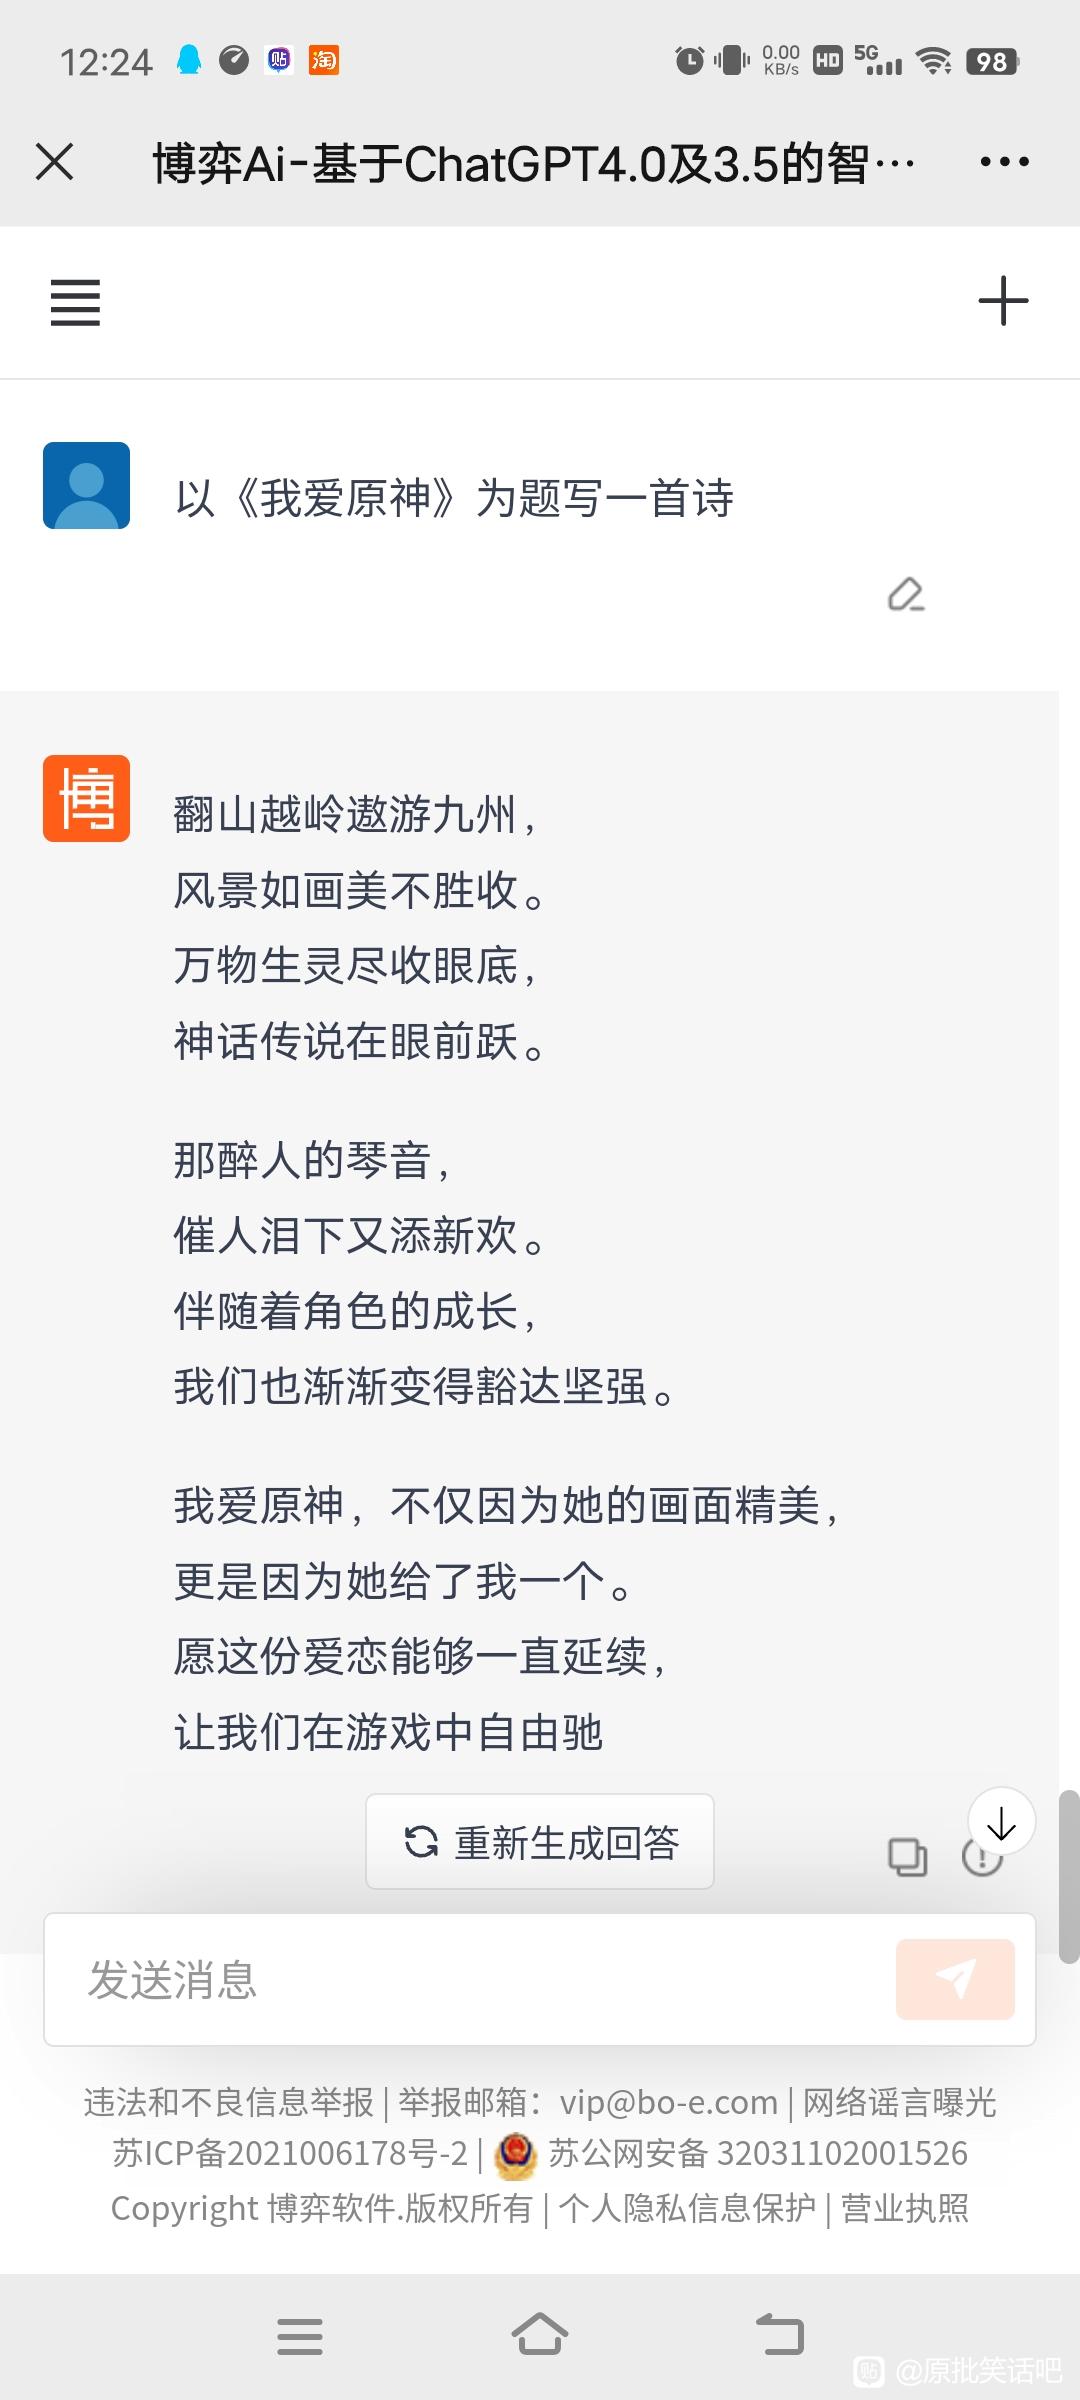 12:24 贴 淘 0.00 KB/s HD 5G 98
博弈Ai-基于ChatGPT4.0及3.5的智…
以《我爱原神》为题写一首诗
博
翻山越岭遨游九州，
风景如画美不胜收。
万物生灵尽收眼底，
神话传说在眼前跃。
那醉人的琴音，
催人泪下又添新欢。
伴随着角色的成长，
我们也渐渐变得豁达坚强。
我爱原神，不仅因为她的画面精美，
更是因为她给了我一个。
愿这份爱恋能够一直延续，
让我们在游戏中自由驰
重新生成回答
发送消息
违法和不良信息举报 | 举报邮箱：vip@bo-e.com | 网络谣言曝光
苏ICP备2021006178号-2 | 苏公网安备 32031102001526
Copyright 博弈软件.版权所有 | 个人隐私信息保护 | 营业执照
贴 @原批笑话吧